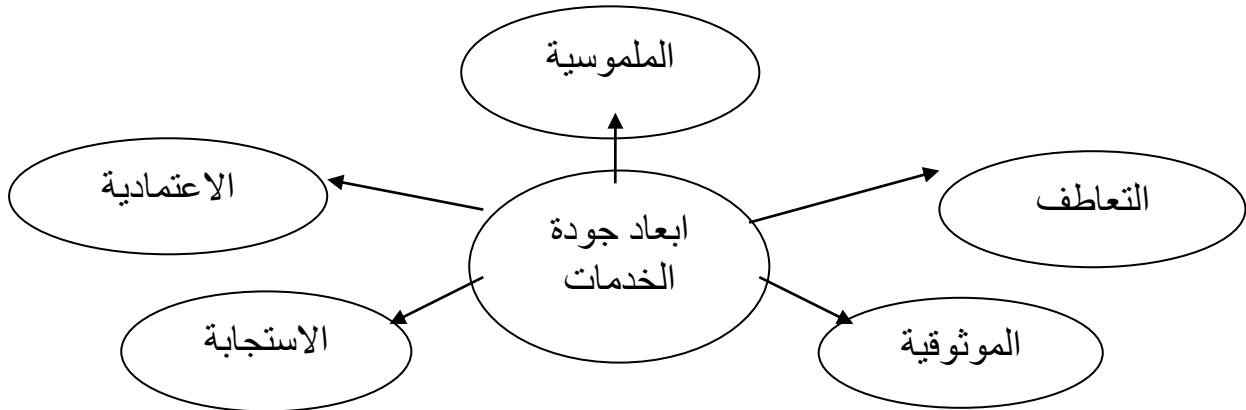 الملموسية
التعاطف
الاعتمادية
ابعاد جودة
الخدمات
الموثوقية
الاستجابة